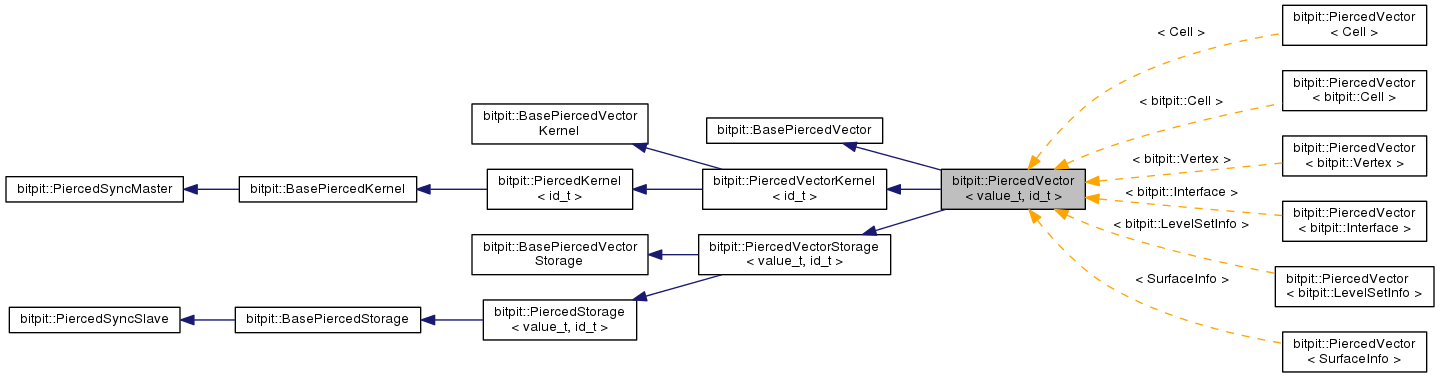 bitpit::PiercedSyncMaster
bitpit::PiercedSyncSlave
bitpit::BasePiercedKernel
bitpit::BasePiercedStorage
bitpit::BasePiercedVector
Kernel
bitpit::PiercedKernel
< id_t >
bitpit::BasePiercedVector
Storage
bitpit::PiercedStorage
< value_t, id_t >
bitpit::BasePiercedVector
bitpit::PiercedVectorKernel
< id_t >
bitpit::PiercedVectorStorage
< value_t, id_t >
bitpit::PiercedVector
< value_t, id_t >
< Cell >
< bitpit::Cell >
< bitpit::Vertex >
< bitpit::Interface >
< bitpit::LevelSetInfo >
< SurfaceInfo >
bitpit::PiercedVector
< Cell >
bitpit::PiercedVector
< bitpit::Cell >
bitpit::PiercedVector
< bitpit::Vertex >
bitpit::PiercedVector
< bitpit::Interface >
bitpit::PiercedVector
< bitpit::LevelSetInfo >
bitpit::PiercedVector
< SurfaceInfo >